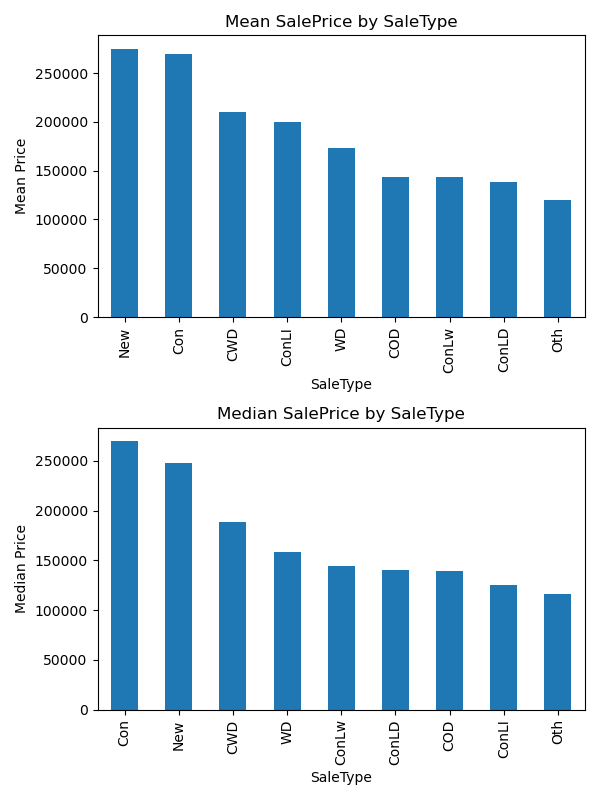 Mean SalePrice by SaleType
Mean Price
250000
200000
150000
100000
50000
0
New Con CWD ConLI WD COD ConLw ConLD Oth
SaleType
Median SalePrice by SaleType
Median Price
250000
200000
150000
100000
50000
0
Con New CWD WD ConLw ConLD COD ConLI Oth
SaleType